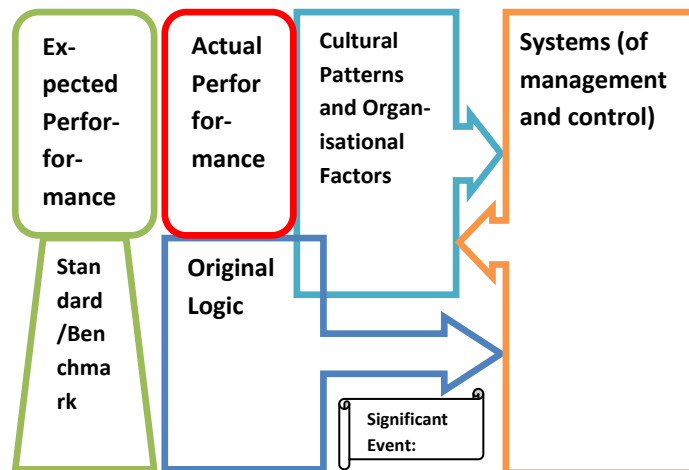 Ex-
pected
Perfor-
for-
mance
Actual
Perfor
for-
mance
Cultural
Patterns
and Organ-
isational
Factors
Systems (of
management
and control)
Stan
dard
/Ben
chma
rk
Original
Logic
Significant
Event: